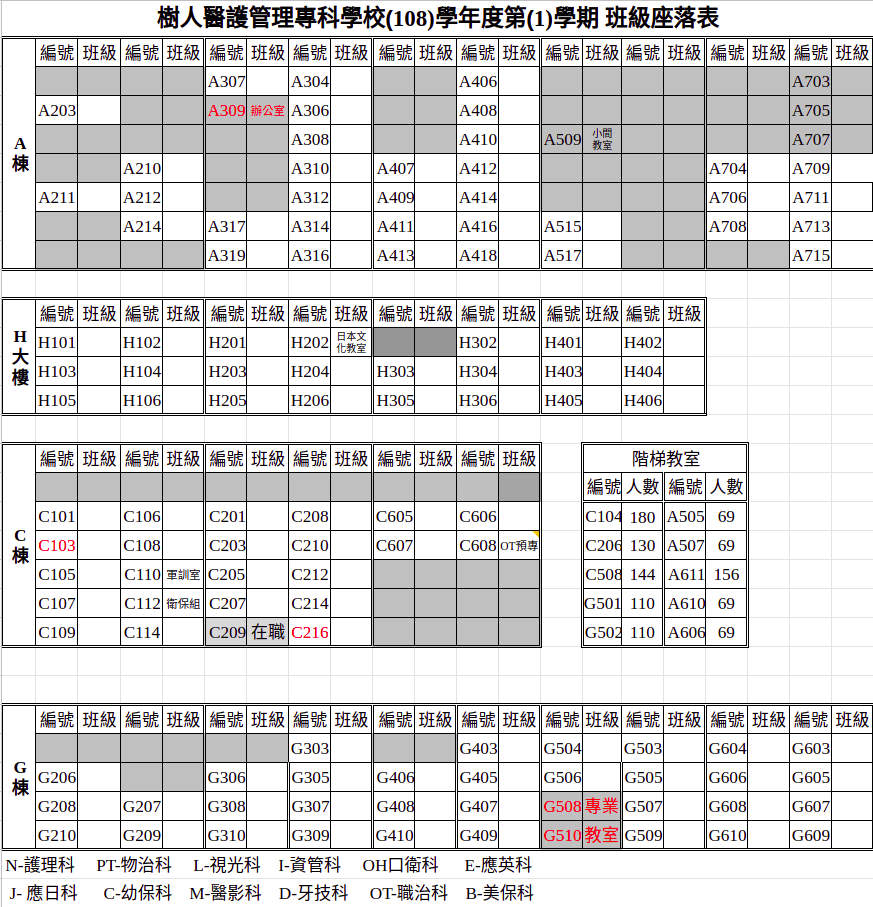 樹人醫護管理專科學校(108)學年度第(1)學期 班級座落表
編號 班級 編號 班級 編號 班級 編號 班級 編號 班級 編號 班級 編號 班級 編號 班級 編號 班級 編號 班級
A棟
A307 A304 A406 A703
A203 A309 辦公室 A306 A408 A705
A308 A410 A509 小間教室 A707
A210 A310 A407 A412 A704 A709
A211 A212 A312 A409 A414 A706 A711
A214 A317 A314 A411 A416 A515 A708 A713
A319 A316 A413 A418 A517 A715
編號 班級 編號 班級 編號 班級 編號 班級 編號 班級 編號 班級 編號 班級 編號 班級
H大樓
H101 H102 H201 H202 日本文化教室 H302 H401 H402
H103 H104 H203 H204 H303 H304 H403 H404
H105 H106 H205 H206 H305 H306 H405 H406
編號 班級 編號 班級 編號 班級 編號 班級 編號 班級 編號 班級
C棟
C101 C106 C201 C208 C605 C606
C103 C108 C203 C210 C607 C608 OT預專
C105 C110 軍訓室 C205 C212
C107 C112 衛保組 C207 C214
C109 C114 C209 在職 C216
階梯教室
編號 人數 編號 人數
C104 180 A505 69
C206 130 A507 69
C508 144 A611 156
G501 110 A610 69
G502 110 A606 69
編號 班級 編號 班級 編號 班級 編號 班級 編號 班級 編號 班級 編號 班級 編號 班級 編號 班級 編號 班級
G棟
G303 G403 G504 G503 G604 G603
G206 G306 G305 G406 G405 G506 G505 G606 G605
G208 G207 G308 G307 G408 G407 G508 專業 G507 G608 G607
G210 G209 G310 G309 G410 G409 G510 教室 G509 G610 G609
N-護理科 PT-物治科 L-視光科 I-資管科 OH口衛科 E-應英科
J- 應日科 C-幼保科 M-醫影科 D-牙技科 OT-職治科 B-美保科